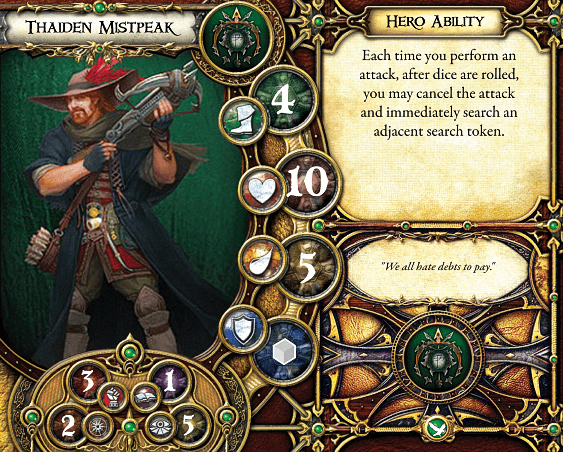 Thaiden Mistpeak
4
10
5
3
1
2
5
Hero Ability
Each time you perform an
attack, after dice are rolled,
you may cancel the attack
and immediately search an
adjacent search token.
"We all hate debts to pay."